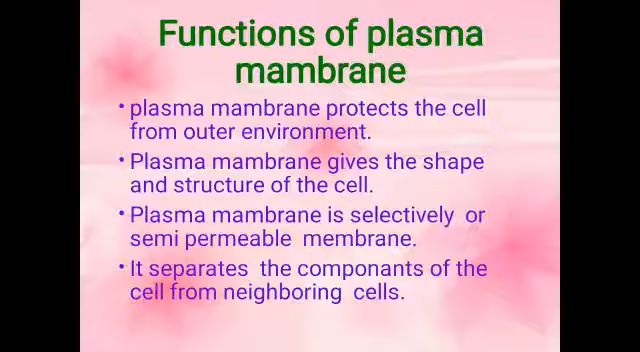 Functions of plasma
mambrane
• plasma mambrane protects the cell
from outer environment.
• Plasma mambrane gives the shape
and structure of the cell.
• Plasma mambrane is selectively or
semi permeable membrane.
• It separates the componants of the
cell from neighboring cells.